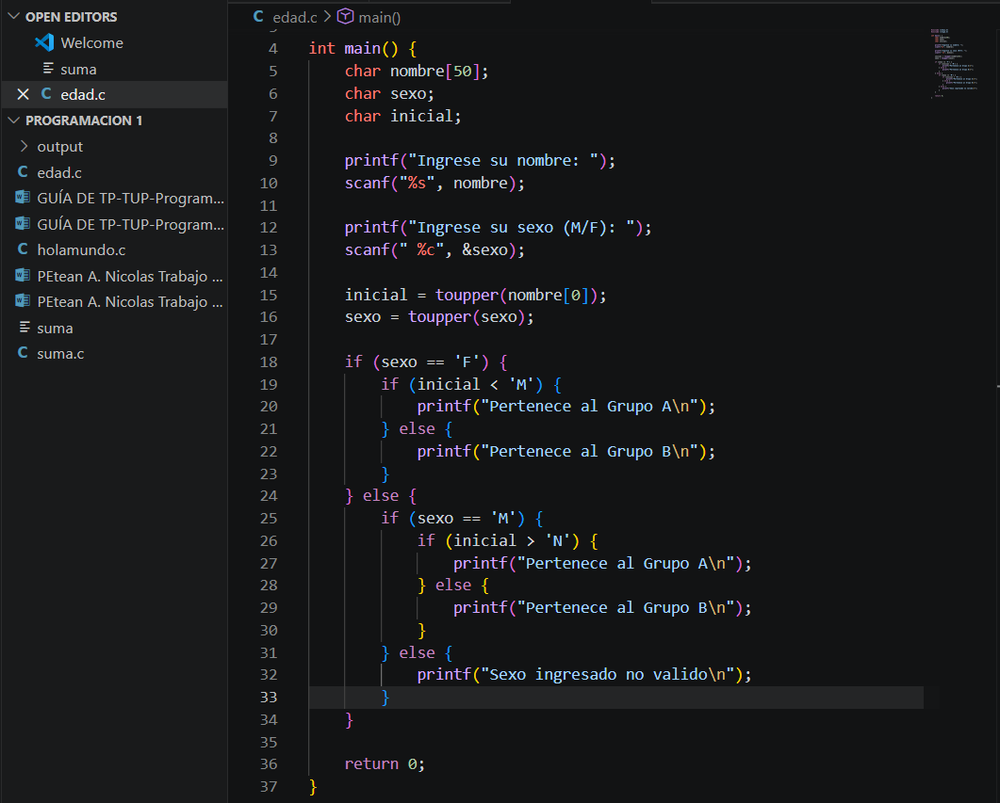 OPEN EDITORS
Welcome
suma
edad.c
PROGRAMACION 1
output
edad.c
GUÍA DE TP-TUP-Program...
GUÍA DE TP-TUP-Program...
holamundo.c
PEtean A. Nicolas Trabajo ...
PEtean A. Nicolas Trabajo ...
suma
suma.c
C edad.c > main()
4 int main() {
5     char nombre[50];
6     char sexo;
7     char inicial;
8
9     printf("Ingrese su nombre: ");
10     scanf("%s", nombre);
11
12     printf("Ingrese su sexo (M/F): ");
13     scanf(" %c", &sexo);
14
15     inicial = toupper(nombre[0]);
16     sexo = toupper(sexo);
17
18     if (sexo == 'F') {
19         if (inicial < 'M') {
20             printf("Pertenece al Grupo A\n");
21         } else {
22             printf("Pertenece al Grupo B\n");
23         }
24     } else {
25         if (sexo == 'M') {
26             if (inicial > 'N') {
27                 printf("Pertenece al Grupo A\n");
28             } else {
29                 printf("Pertenece al Grupo B\n");
30             }
31         } else {
32             printf("Sexo ingresado no valido\n");
33         }
34     }
35
36     return 0;
37 }